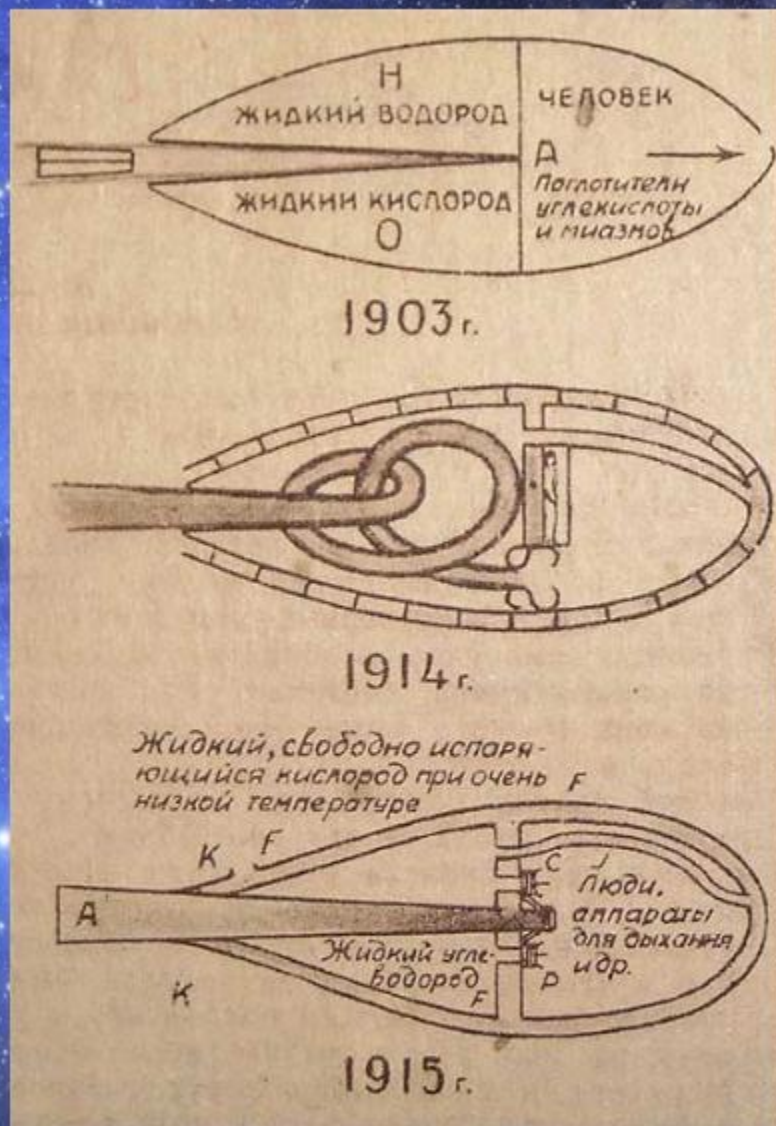 Н
ЖИДКИЙ ВОДОРОД
ЧЕЛОВЕК
А
ЖИДКИЙ КИСЛОРОД
О
Поглотители
углекислоты
и миазмов
1903 г.
1914 г.
Жидкий, свободно испаря-
ющийся кислород при очень
низкой температуре
F
K
F
A
C
Люди,
аппараты
для дыхания
и др.
Жидкий угле-
водород
F
D
K
1915 г.